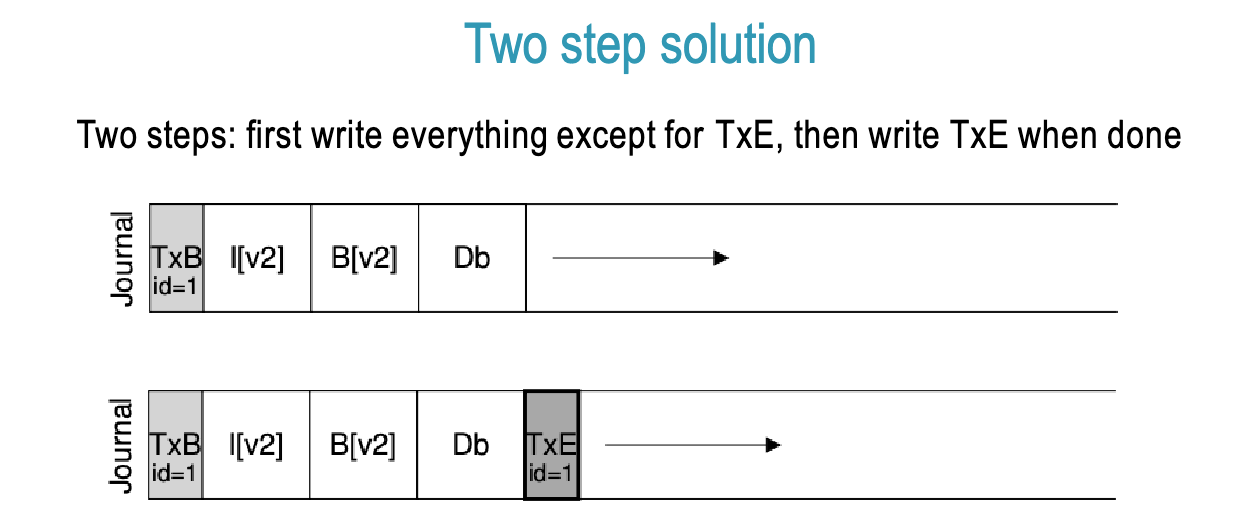 Two step solution
Two steps: first write everything except for TxE, then write TxE when done
Journal
TxB
id=1
I[v2]
B[v2]
Db
Journal
TxB
id=1
I[v2]
B[v2]
Db
TxE
id=1